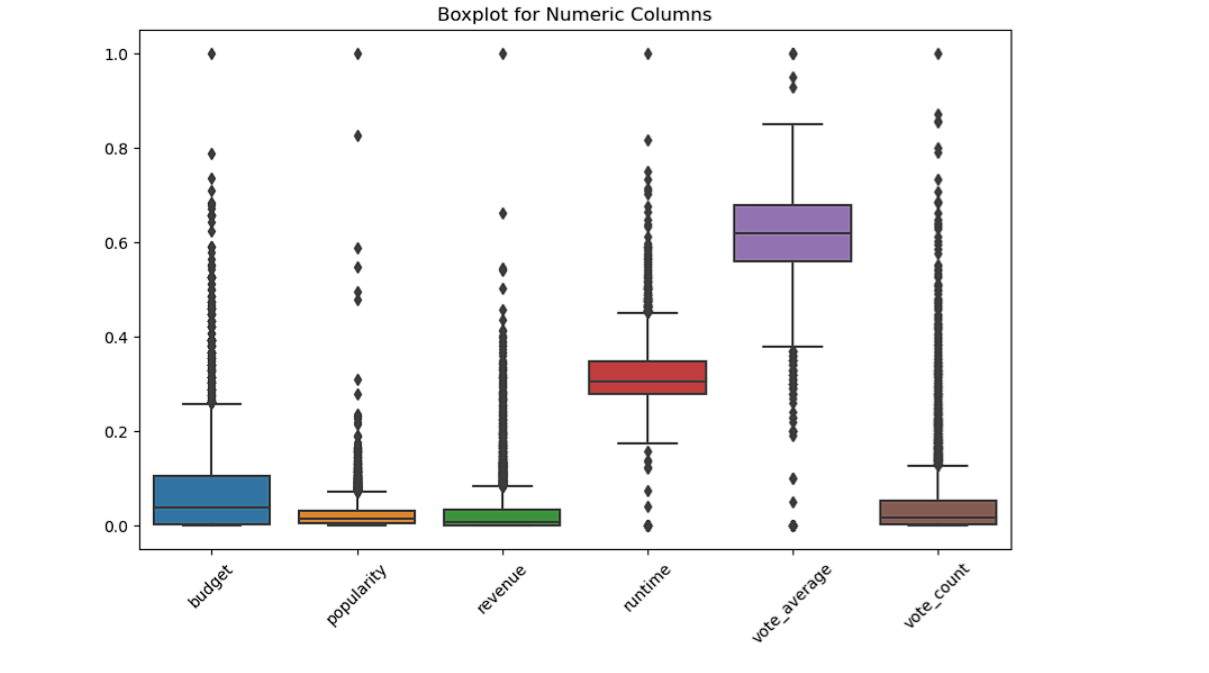 Boxplot for Numeric Columns
1.0
0.8
0.6
0.4
0.2
0.0
budget
popularity
revenue
runtime
vote_average
vote_count